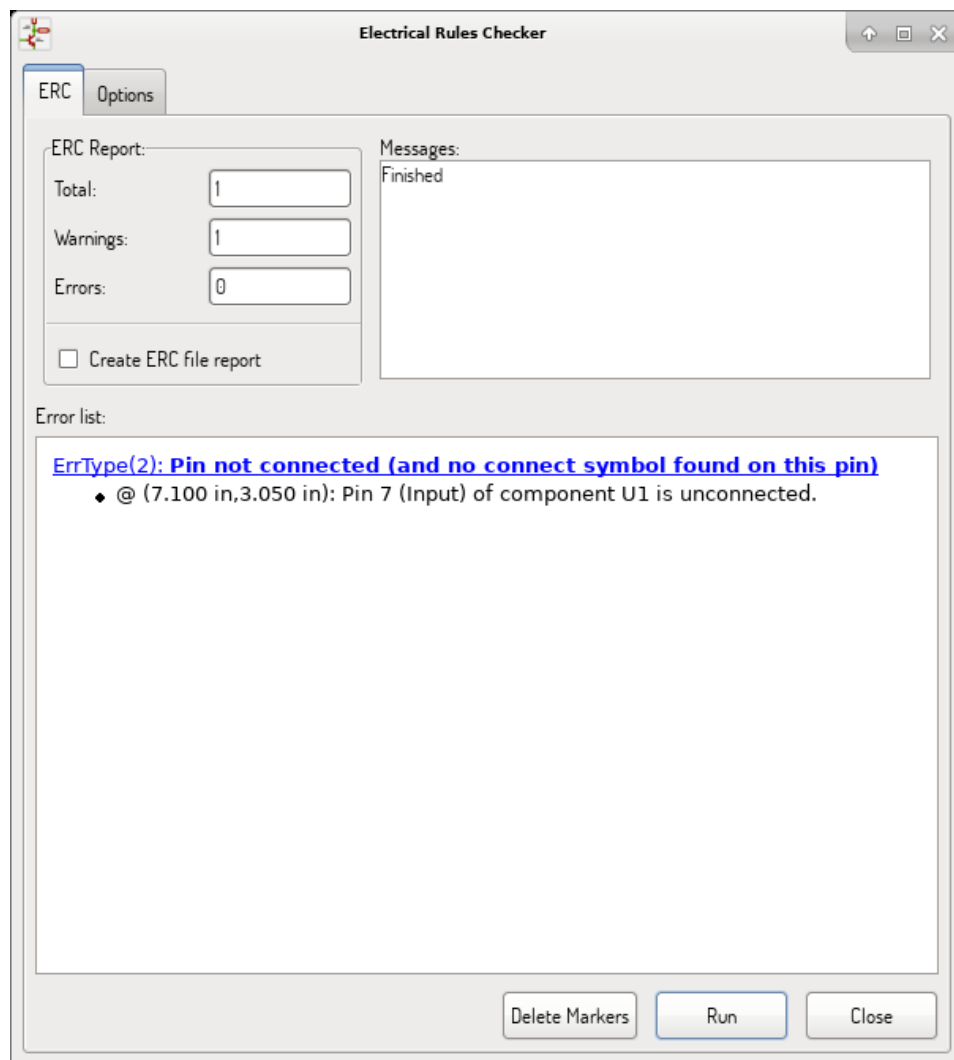 Electrical Rules Checker
ERC Options
ERC Report:
Total: 1
Warnings: 1
Errors: 0
Create ERC file report
Messages:
Finished
Error list:
ErrType(2): Pin not connected (and no connect symbol found on this pin)
@ (7.100 in,3.050 in): Pin 7 (Input) of component U1 is unconnected.
Delete Markers Run Close